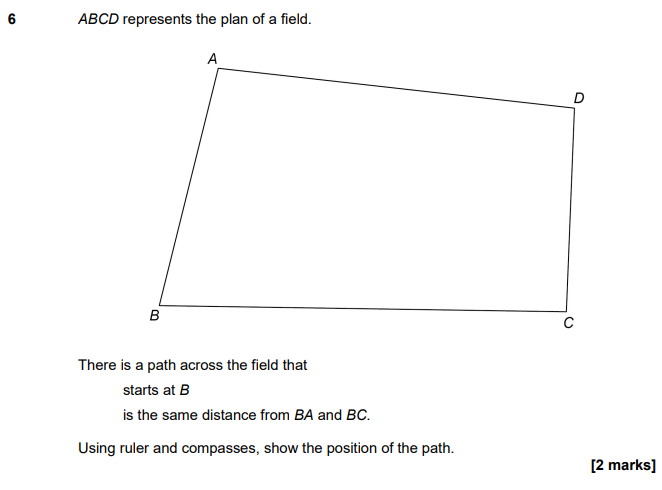 6 ABCD represents the plan of a field.
A
D
B
C
There is a path across the field that
starts at B
is the same distance from BA and BC.
Using ruler and compasses, show the position of the path.
[2 marks]